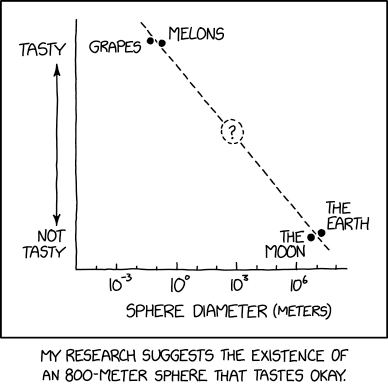 TASTY
GRAPES
MELONS
?
NOT
TASTY
THE
MOON
THE
EARTH
10⁻³
10⁰
10³
10⁶
SPHERE DIAMETER (METERS)
MY RESEARCH SUGGESTS THE EXISTENCE OF
AN 800-METER SPHERE THAT TASTES OKAY.